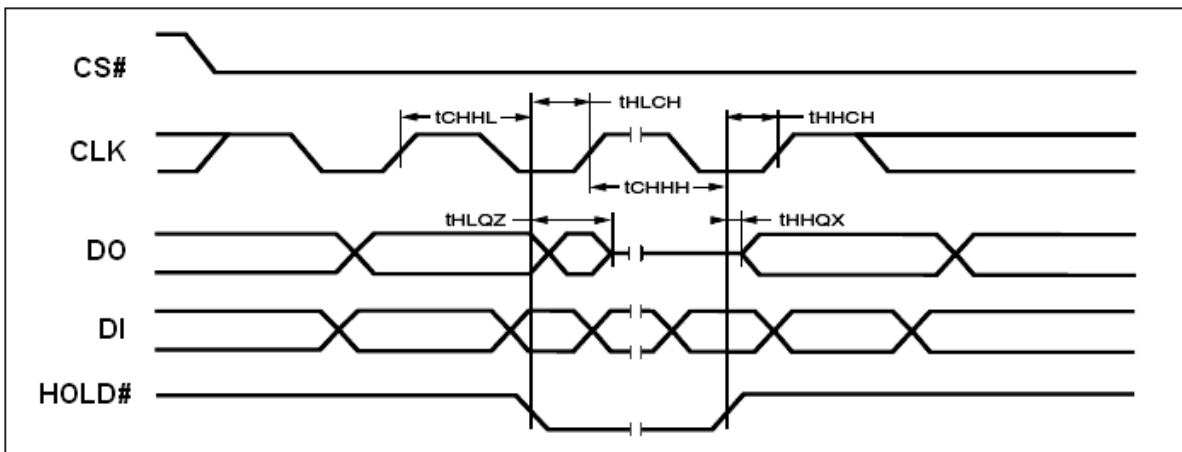 CS#
tHLCH
tCHHL
tHHCH
CLK
tCHHH
tHLQZ
tHHQX
DO
DI
HOLD#